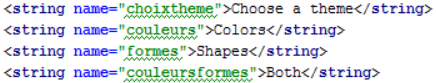 <string name="choixtheme">Choose a theme</string>
<string name="couleurs">Colors</string>
<string name="formes">Shapes</string>
<string name="couleursformes">Both</string>